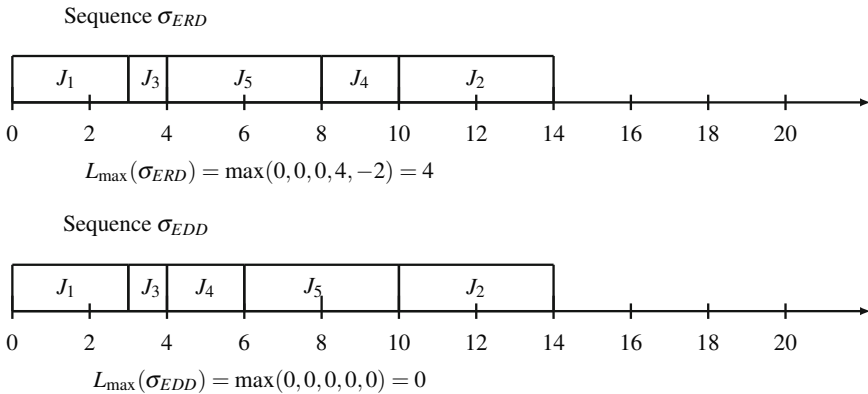 Sequence σ_ERD
J₁ J₃ J₅ J₄ J₂
0 2 4 6 8 10 12 14 16 18 20
L_max(σ_ERD) = max(0,0,0,4,−2) = 4
Sequence σ_EDD
J₁ J₃ J₄ J₅ J₂
0 2 4 6 8 10 12 14 16 18 20
L_max(σ_EDD) = max(0,0,0,0,0) = 0